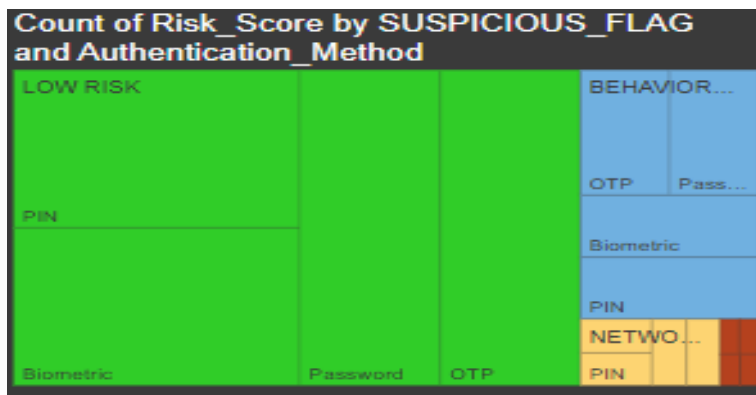 Count of Risk_Score by SUSPICIOUS_FLAG
and Authentication_Method
LOW RISK
PIN
Biometric
Password
OTP
BEHAVIOR...
OTP
Pass...
Biometric
PIN
NETWO...
PIN